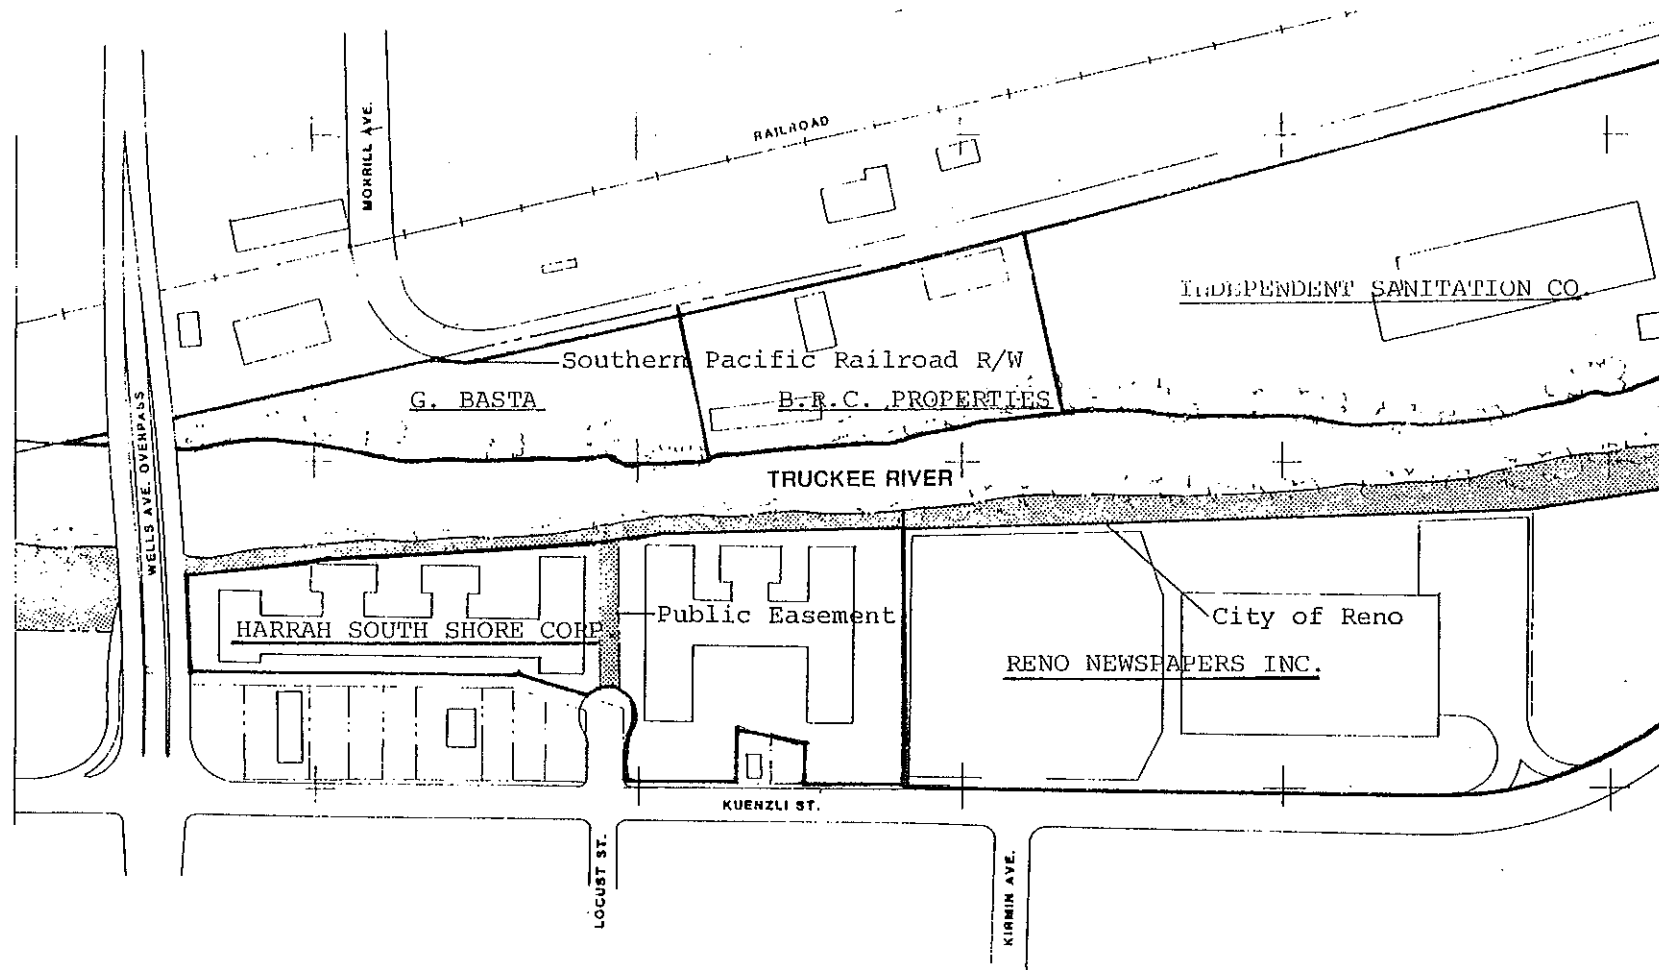 MORRILL AVE.
RAILROAD
INDEPENDENT SANITATION CO.
Southern Pacific Railroad R/W
G. BASTA
B.R.C. PROPERTIES
WELLS AVE. OVERPASS
TRUCKEE RIVER
Public Easement
City of Reno
HARRAH SOUTH SHORE CORP
RENO NEWSPAPERS INC.
KUENZLI ST.
LOCUST ST.
KIRMIN AVE.